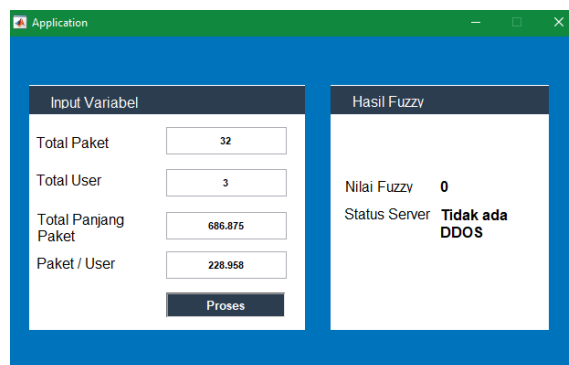 Application
Input Variabel
Total Paket
32
Total User
3
Total Panjang
Paket
686.875
Paket / User
228.958
Proses
Hasil Fuzzy
Nilai Fuzzy 0
Status Server Tidak ada
DDOS